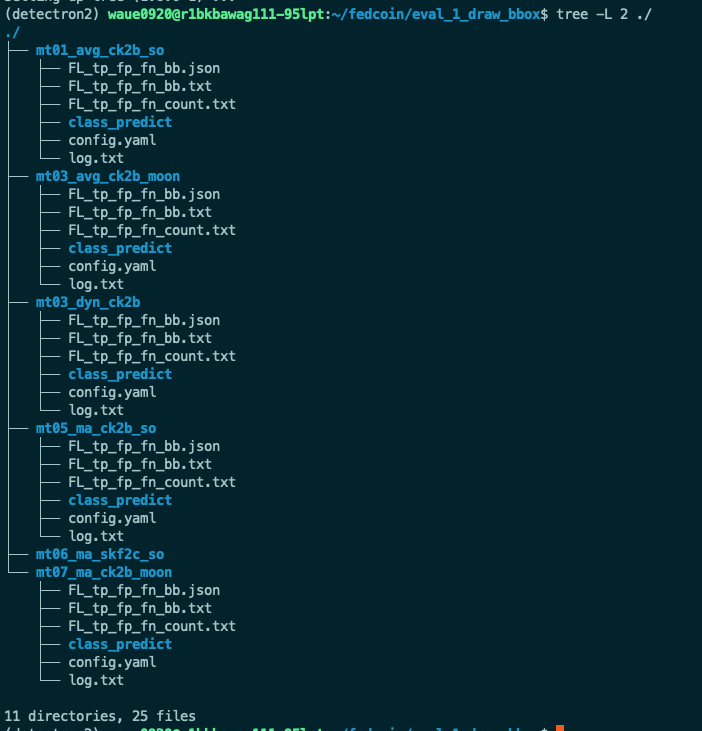 (detectron2) waue0920@r1bkbawag111-95lpt:~/fedcoin/eval_1_draw_bbox$ tree -L 2 ./
./
├── mt01_avg_ck2b_so
│   ├── FL_tp_fp_fn_bb.json
│   ├── FL_tp_fp_fn_bb.txt
│   ├── FL_tp_fp_fn_count.txt
│   ├── class_predict
│   ├── config.yaml
│   └── log.txt
├── mt03_avg_ck2b_moon
│   ├── FL_tp_fp_fn_bb.json
│   ├── FL_tp_fp_fn_bb.txt
│   ├── FL_tp_fp_fn_count.txt
│   ├── class_predict
│   ├── config.yaml
│   └── log.txt
├── mt03_dyn_ck2b
│   ├── FL_tp_fp_fn_bb.json
│   ├── FL_tp_fp_fn_bb.txt
│   ├── FL_tp_fp_fn_count.txt
│   ├── class_predict
│   ├── config.yaml
│   └── log.txt
├── mt05_ma_ck2b_so
│   ├── FL_tp_fp_fn_bb.json
│   ├── FL_tp_fp_fn_bb.txt
│   ├── FL_tp_fp_fn_count.txt
│   ├── class_predict
│   ├── config.yaml
│   └── log.txt
├── mt06_ma_skf2c_so
└── mt07_ma_ck2b_moon
    ├── FL_tp_fp_fn_bb.json
    ├── FL_tp_fp_fn_bb.txt
    ├── FL_tp_fp_fn_count.txt
    ├── class_predict
    ├── config.yaml
    └── log.txt
11 directories, 25 files